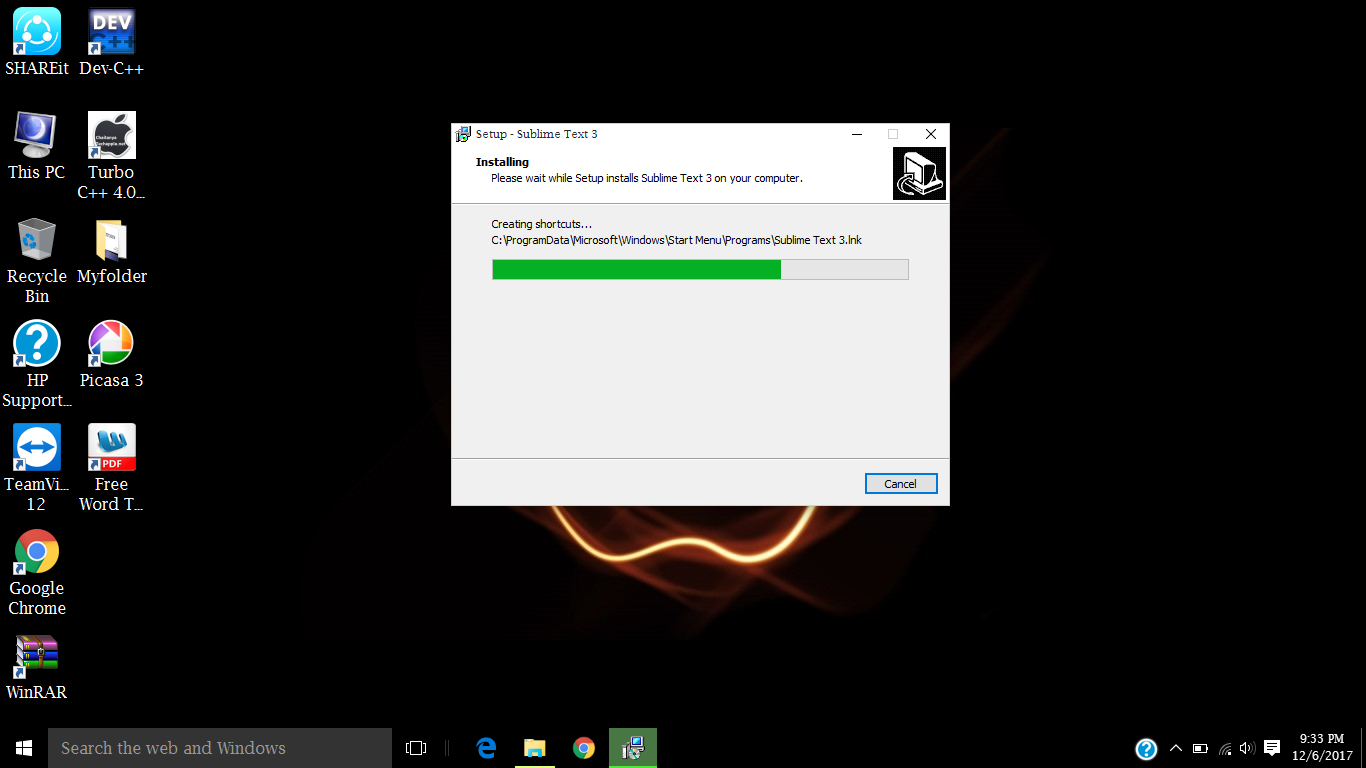 SHAREit
DEV
C++
Dev-C++
This PC
Chaitanya
Techapple.net
Turbo
C++ 4.0...
Recycle
Bin
Myfolder
?
HP
Support...
Picasa 3
TeamVi...
12
W
PDF
Free
Word T...
Google
Chrome
WinRAR
Setup - Sublime Text 3
Installing
Please wait while Setup installs Sublime Text 3 on your computer.
Creating shortcuts...
C:\ProgramData\Microsoft\Windows\Start Menu\Programs\Sublime Text 3.lnk
Cancel
Search the web and Windows
?
9:33 PM
12/6/2017